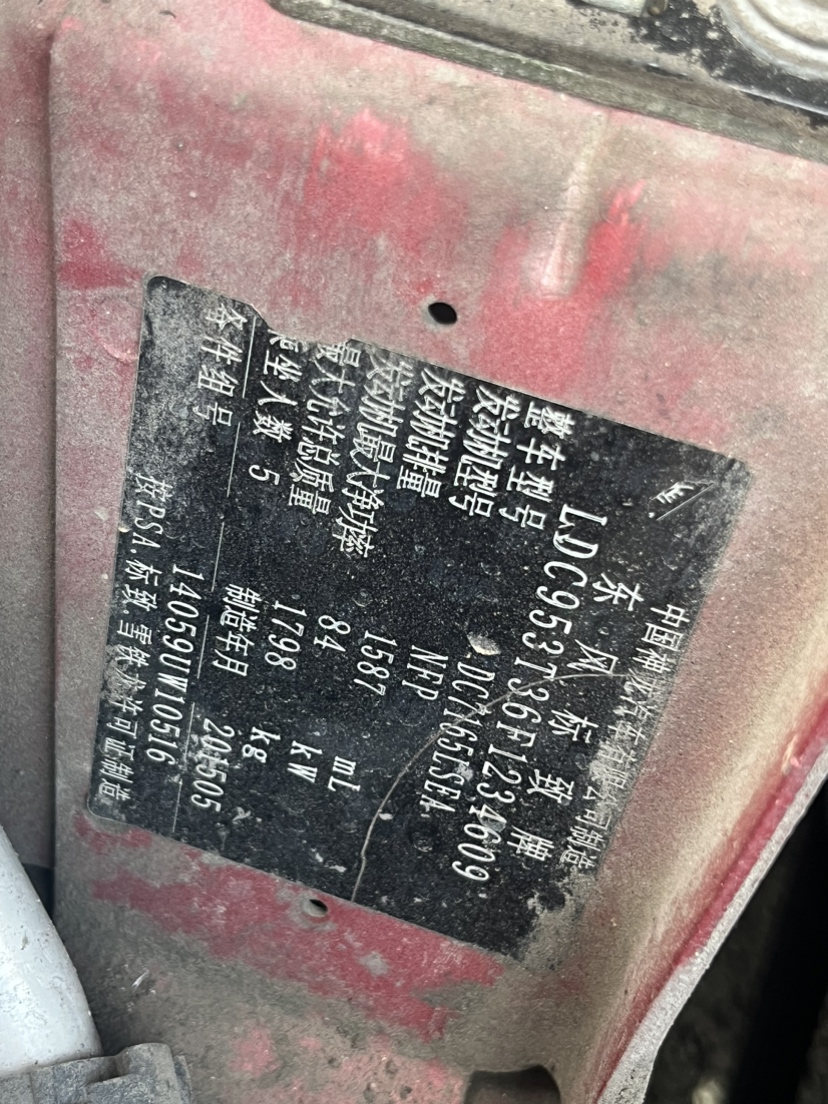 中国神龙汽车有限公司制造
东风标致牌
LDC953T36F1234609
整车型号 DC7165LSEA
发动机型号 NFP
发动机排量 1587 mL
发动机最大净功率 84 kW
最大允许总质量 1798 kg
乘坐人数 5 制造年月 201505
备件组号 14059UW10516
按PSA.标致.雪铁龙许可证制造